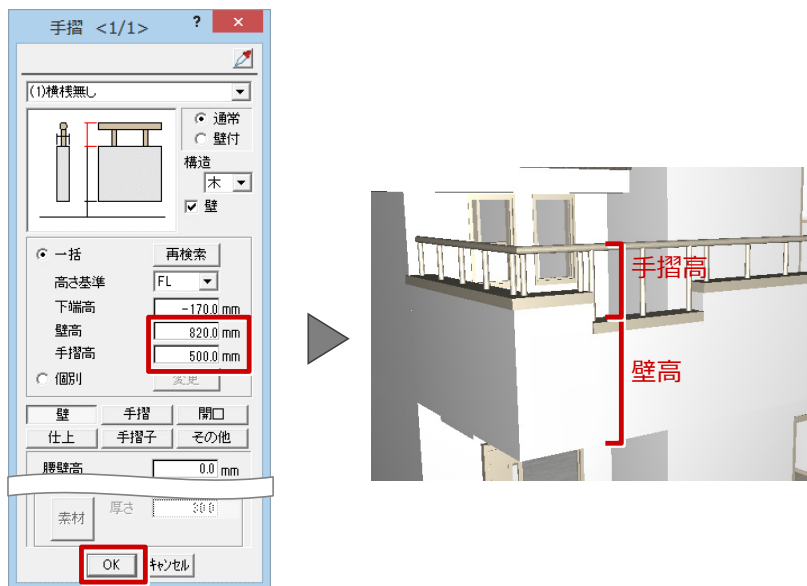 手摺 <1/1>
? ×
(1)横桟無し
通常
壁付
構造
木
壁
一括
再検索
高さ基準
FL
下端高
-170.0 mm
壁高
820.0 mm
手摺高
500.0 mm
個別
変更
壁
手摺
開口
仕上
手摺子
その他
腰壁高
0.0 mm
素材
厚さ
30.0
OK
キャンセル
手摺高
壁高